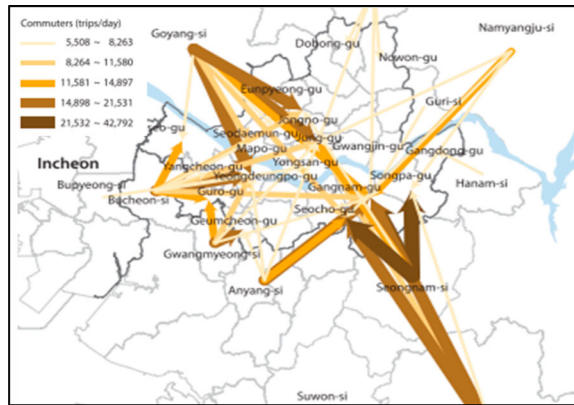 Commuters (trips/day)
5,508 ~ 8,263
8,264 ~ 11,580
11,581 ~ 14,897
14,898 ~ 21,531
21,532 ~ 42,792
Goyang-si
Namyangju-si
Dobong-gu
Nowon-gu
Eunpyeong-gu
Guri-si
Jongno-gu
Seodaemun-gu
Jung-gu
Mapo-gu
Gwangjin-gu
Gangdong-gu
Incheon
Yangcheon-gu
Yongsan-gu
Yeongdeungpo-gu
Songpa-gu
Hanam-si
Bupyeong-si
Bucheon-si
Guro-gu
Gangnam-gu
Seocho-gu
Geumcheon-gu
Gwangmyeong-si
Anyang-si
Seongnam-si
Suwon-si